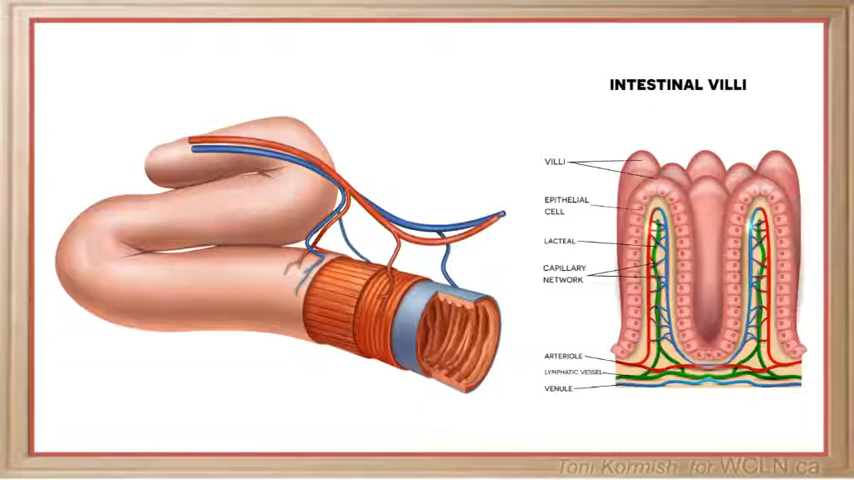 INTESTINAL VILLI
VILLI
EPITHELIAL
CELL
LACTEAL
CAPILLARY
NETWORK
ARTERIOLE
LYMPHATIC VESSEL
VENULE
Toni Kormish for WCLN.ca